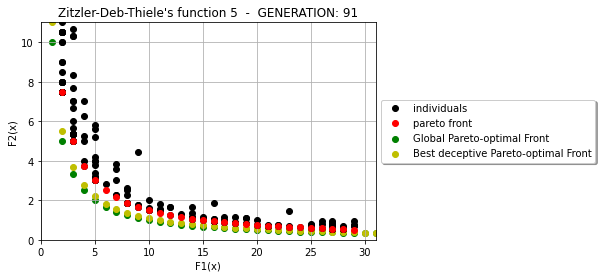 Zitzler-Deb-Thiele's function 5 - GENERATION: 91
F2(x)
10
8
6
4
2
0
0 5 10 15 20 25 30
F1(x)
individuals
pareto front
Global Pareto-optimal Front
Best deceptive Pareto-optimal Front